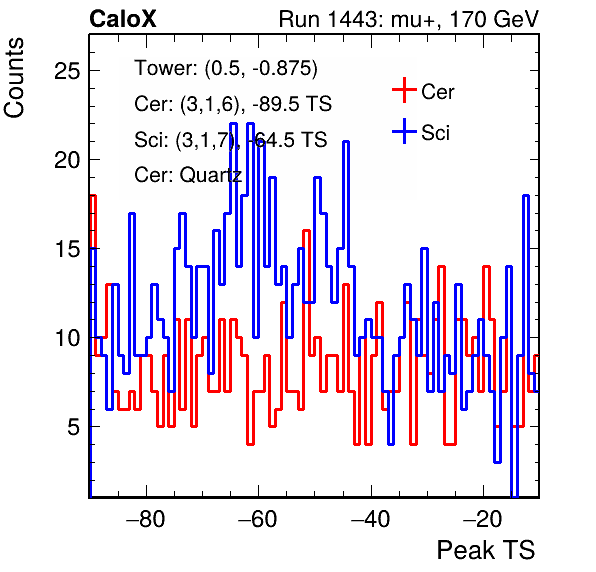 CaloX Run 1443: mu+, 170 GeV
Counts
Tower: (0.5, -0.875)
Cer: (3,1,6), -89.5 TS
Sci: (3,1,7), -64.5 TS
Cer: Quartz
Cer
Sci
25
20
15
10
5
−80 −60 −40 −20
Peak TS